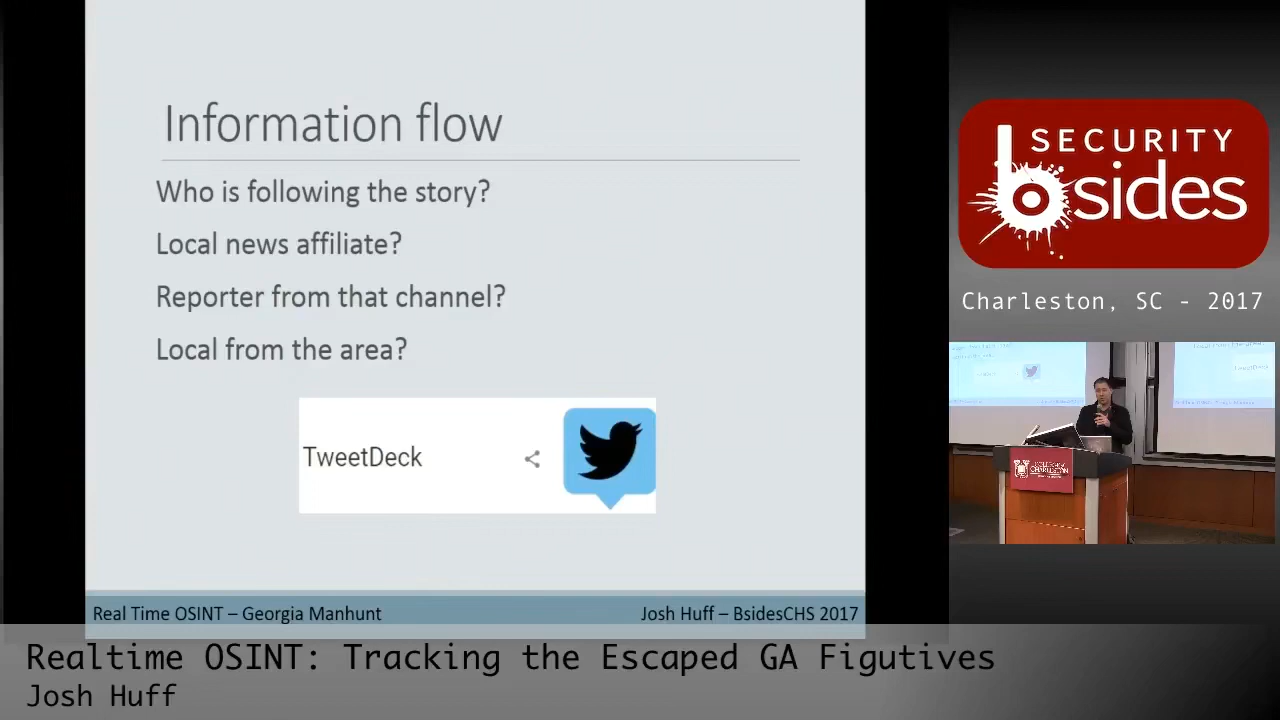 Information flow
Who is following the story?
Local news affiliate?
Reporter from that channel?
Local from the area?
TweetDeck
Real Time OSINT – Georgia Manhunt
Josh Huff – BsidesCHS 2017
SECURITY
bsides
Charleston, SC - 2017
TweetDeck
CHARLESTON
Realtime OSINT: Tracking the Escaped GA Figutives
Josh Huff